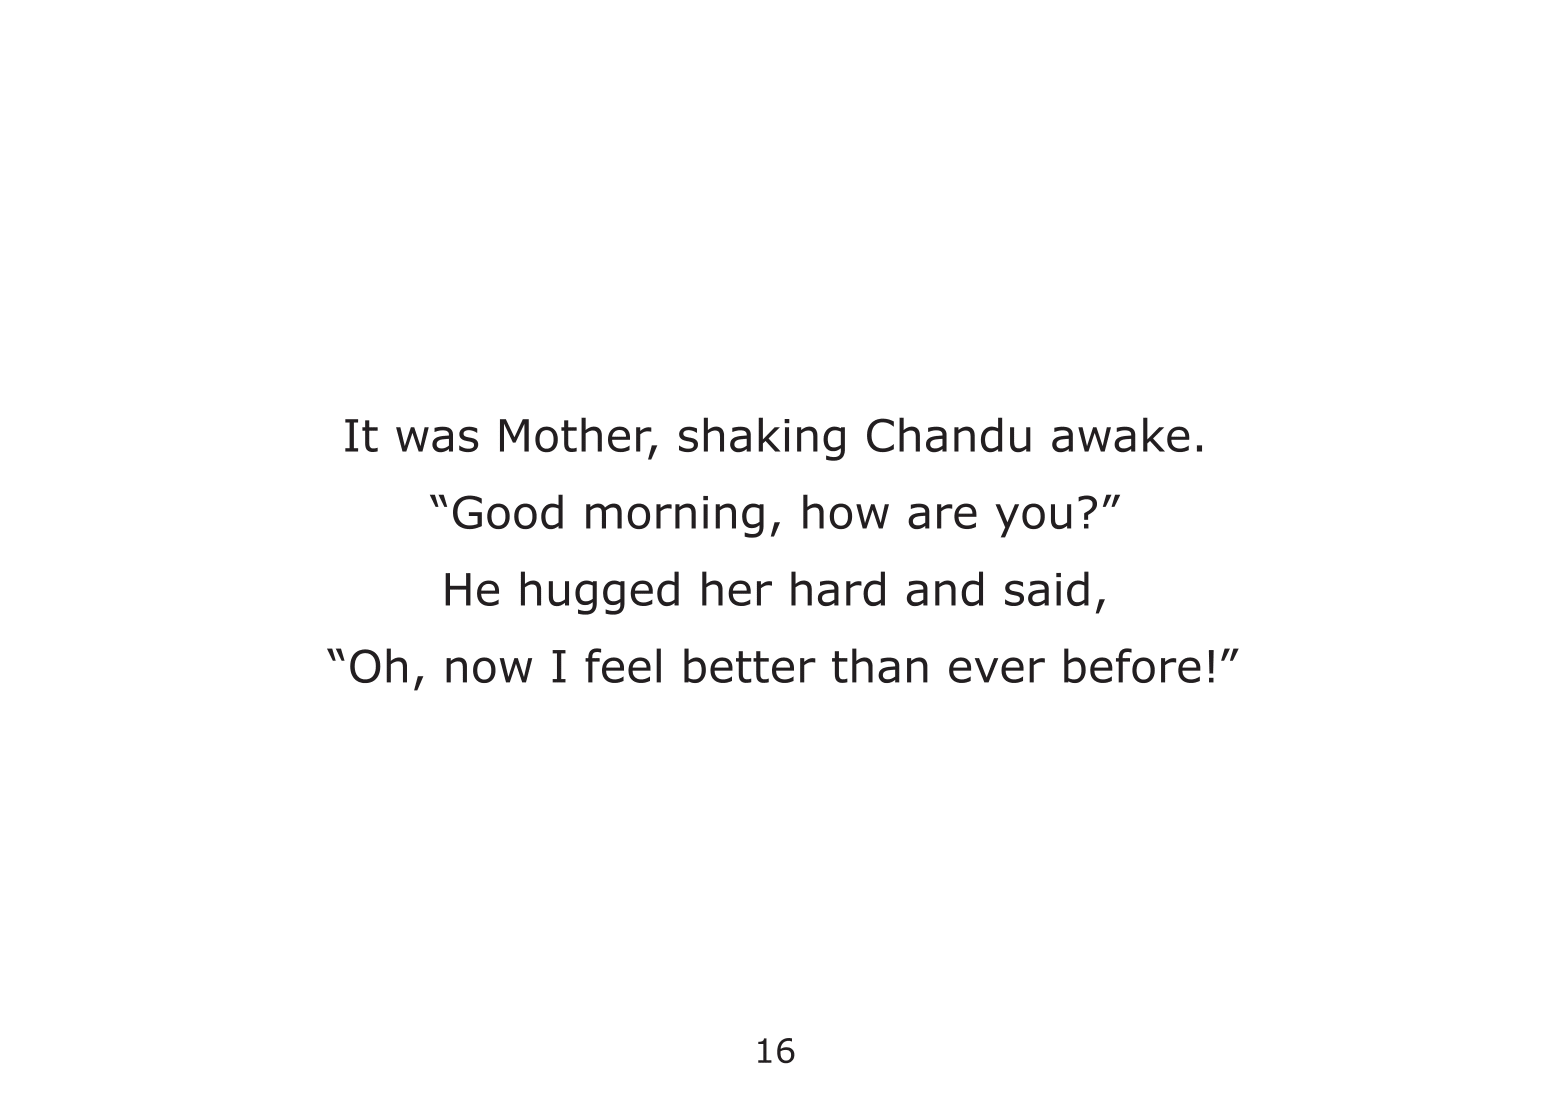 It was Mother, shaking Chandu awake.
“Good morning, how are you?”
He hugged her hard and said,
“Oh, now I feel better than ever before!”
16